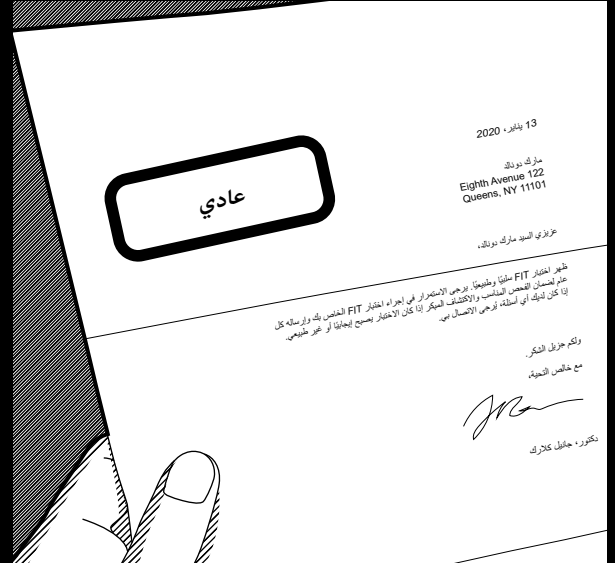 13 يناير، 2020
مارك دونالد
Eighth Avenue 122
Queens, NY 11101
عادي
عزيزي السيد مارك دونالد،
ظهر اختبار FIT سلبيًا وطبيعيًا. يرجى الاستمرار في إجراء اختبار FIT الخاص بك وإرساله كل
عام لضمان الفحص المناسب والاكتشاف المبكر إذا كان الاختبار يصبح إيجابيًا أو غير طبيعي.
إذا كان لديك أي أسئلة، يُرجى الاتصال بي.
ولكم جزيل الشكر.
مع خالص التحية،
دكتور، جانيل كلارك